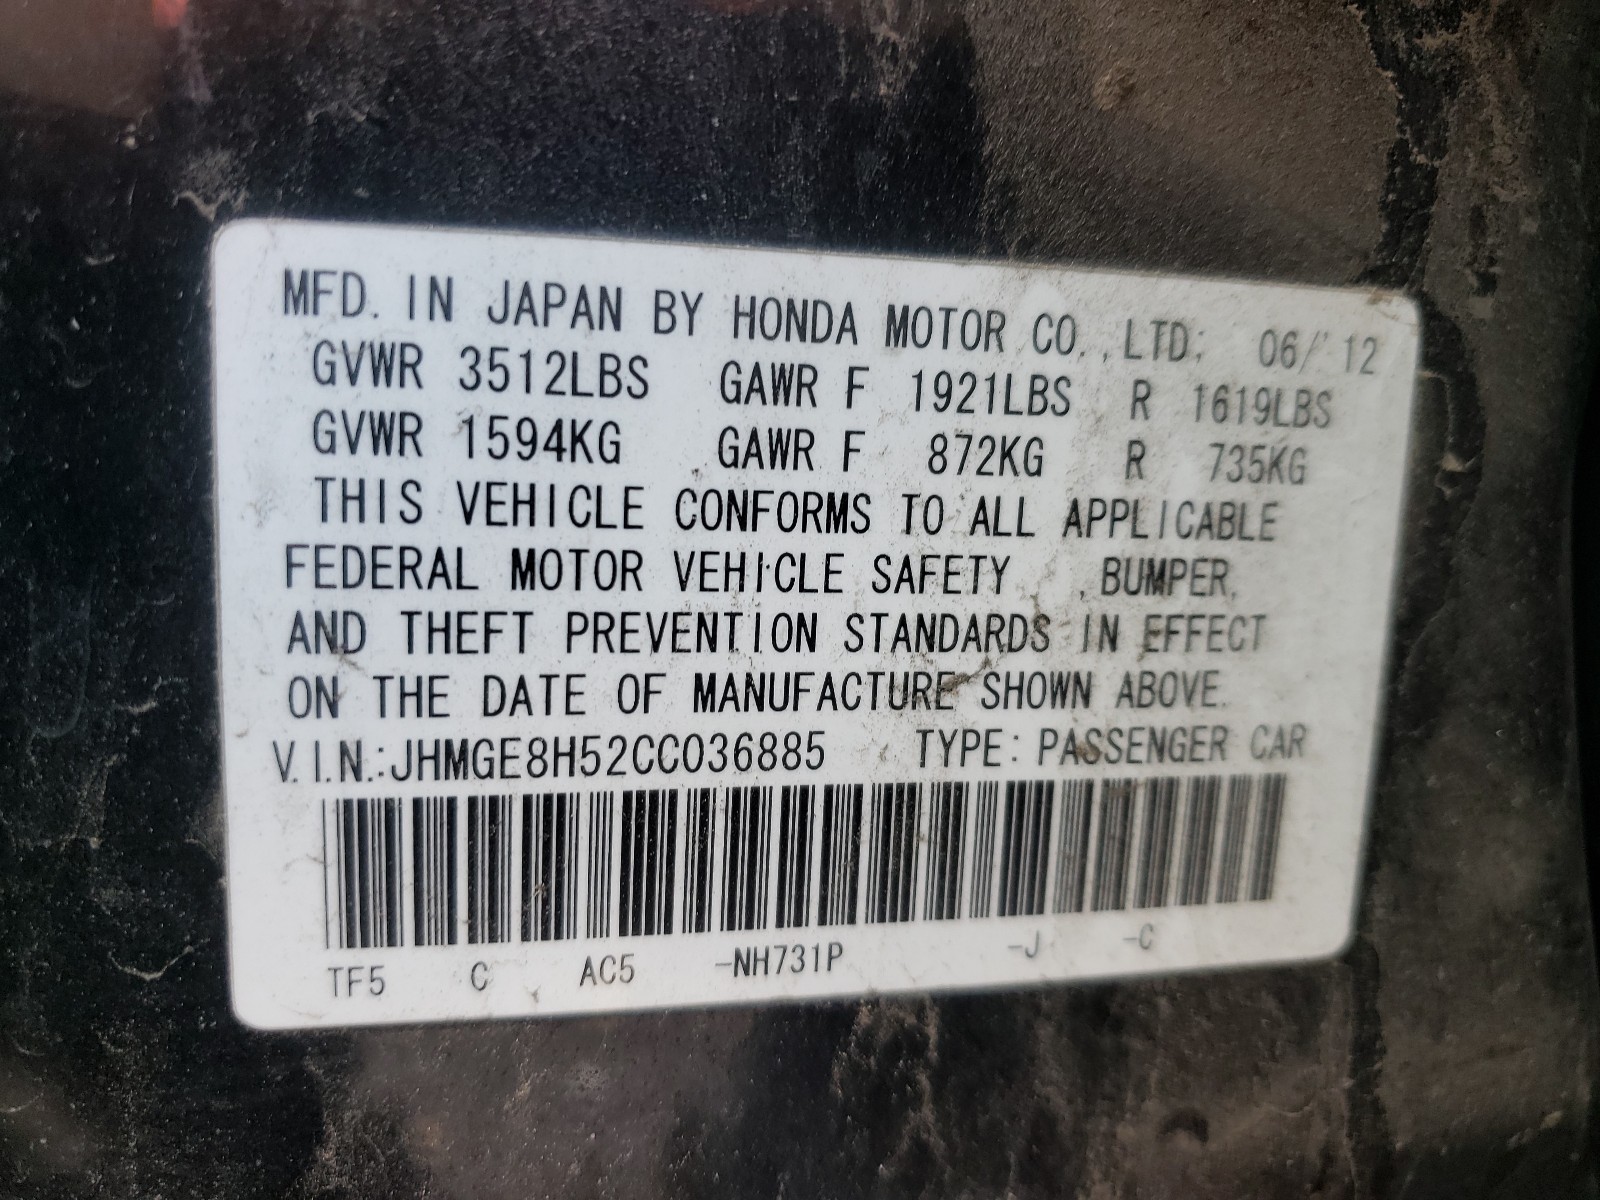 MFD. IN JAPAN BY HONDA MOTOR CO.,LTD; 06/'12
GVWR 3512LBS GAWR F 1921LBS R 1619LBS
GVWR 1594KG GAWR F 872KG R 735KG
THIS VEHICLE CONFORMS TO ALL APPLICABLE
FEDERAL MOTOR VEHICLE SAFETY , BUMPER,
AND THEFT PREVENTION STANDARDS IN EFFECT
ON THE DATE OF MANUFACTURE SHOWN ABOVE.
V.I.N.:JHMGE8H52CC036885 TYPE: PASSENGER CAR
TF5 C AC5 -NH731P -J -C